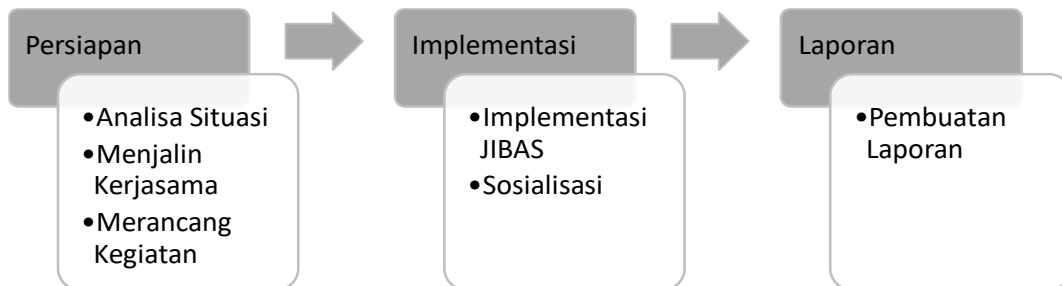 Persiapan
•Analisa Situasi
•Menjalin
Kerjasama
•Merancang
Kegiatan
Implementasi
•Implementasi
JIBAS
•Sosialisasi
Laporan
•Pembuatan
Laporan